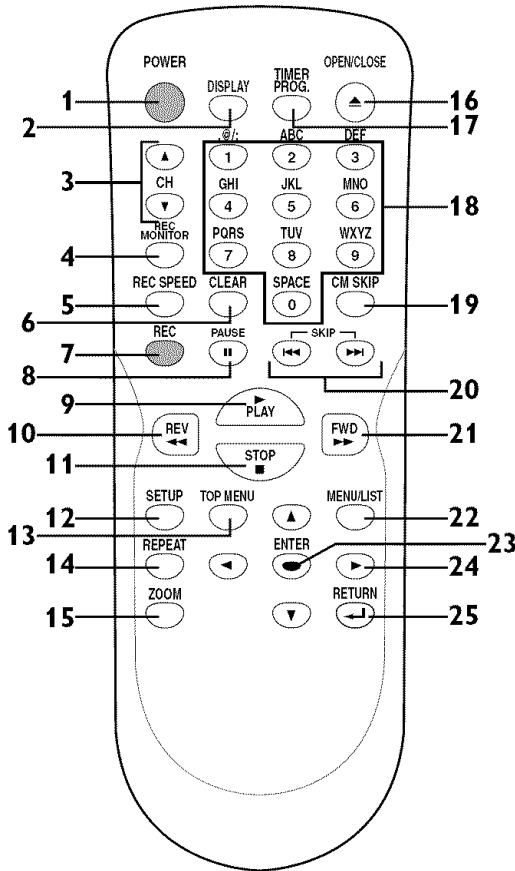 POWER
OPEN/CLOSE
DISPLAY
TIMER
PROG.
1
2
16
17
.@/:
ABC
DEF
1
2
3
3
CH
GHI
JKL
MNO
4
5
6
18
REC
MONITOR
PQRS
TUV
WXYZ
4
7
8
9
REC SPEED
CLEAR
SPACE
CM SKIP
5
0
19
6
REC
PAUSE
SKIP
7
8
20
9
PLAY
10
REV
FWD
21
11
STOP
SETUP
TOP MENU
MENU/LIST
12
22
13
REPEAT
ENTER
23
14
24
ZOOM
RETURN
15
25